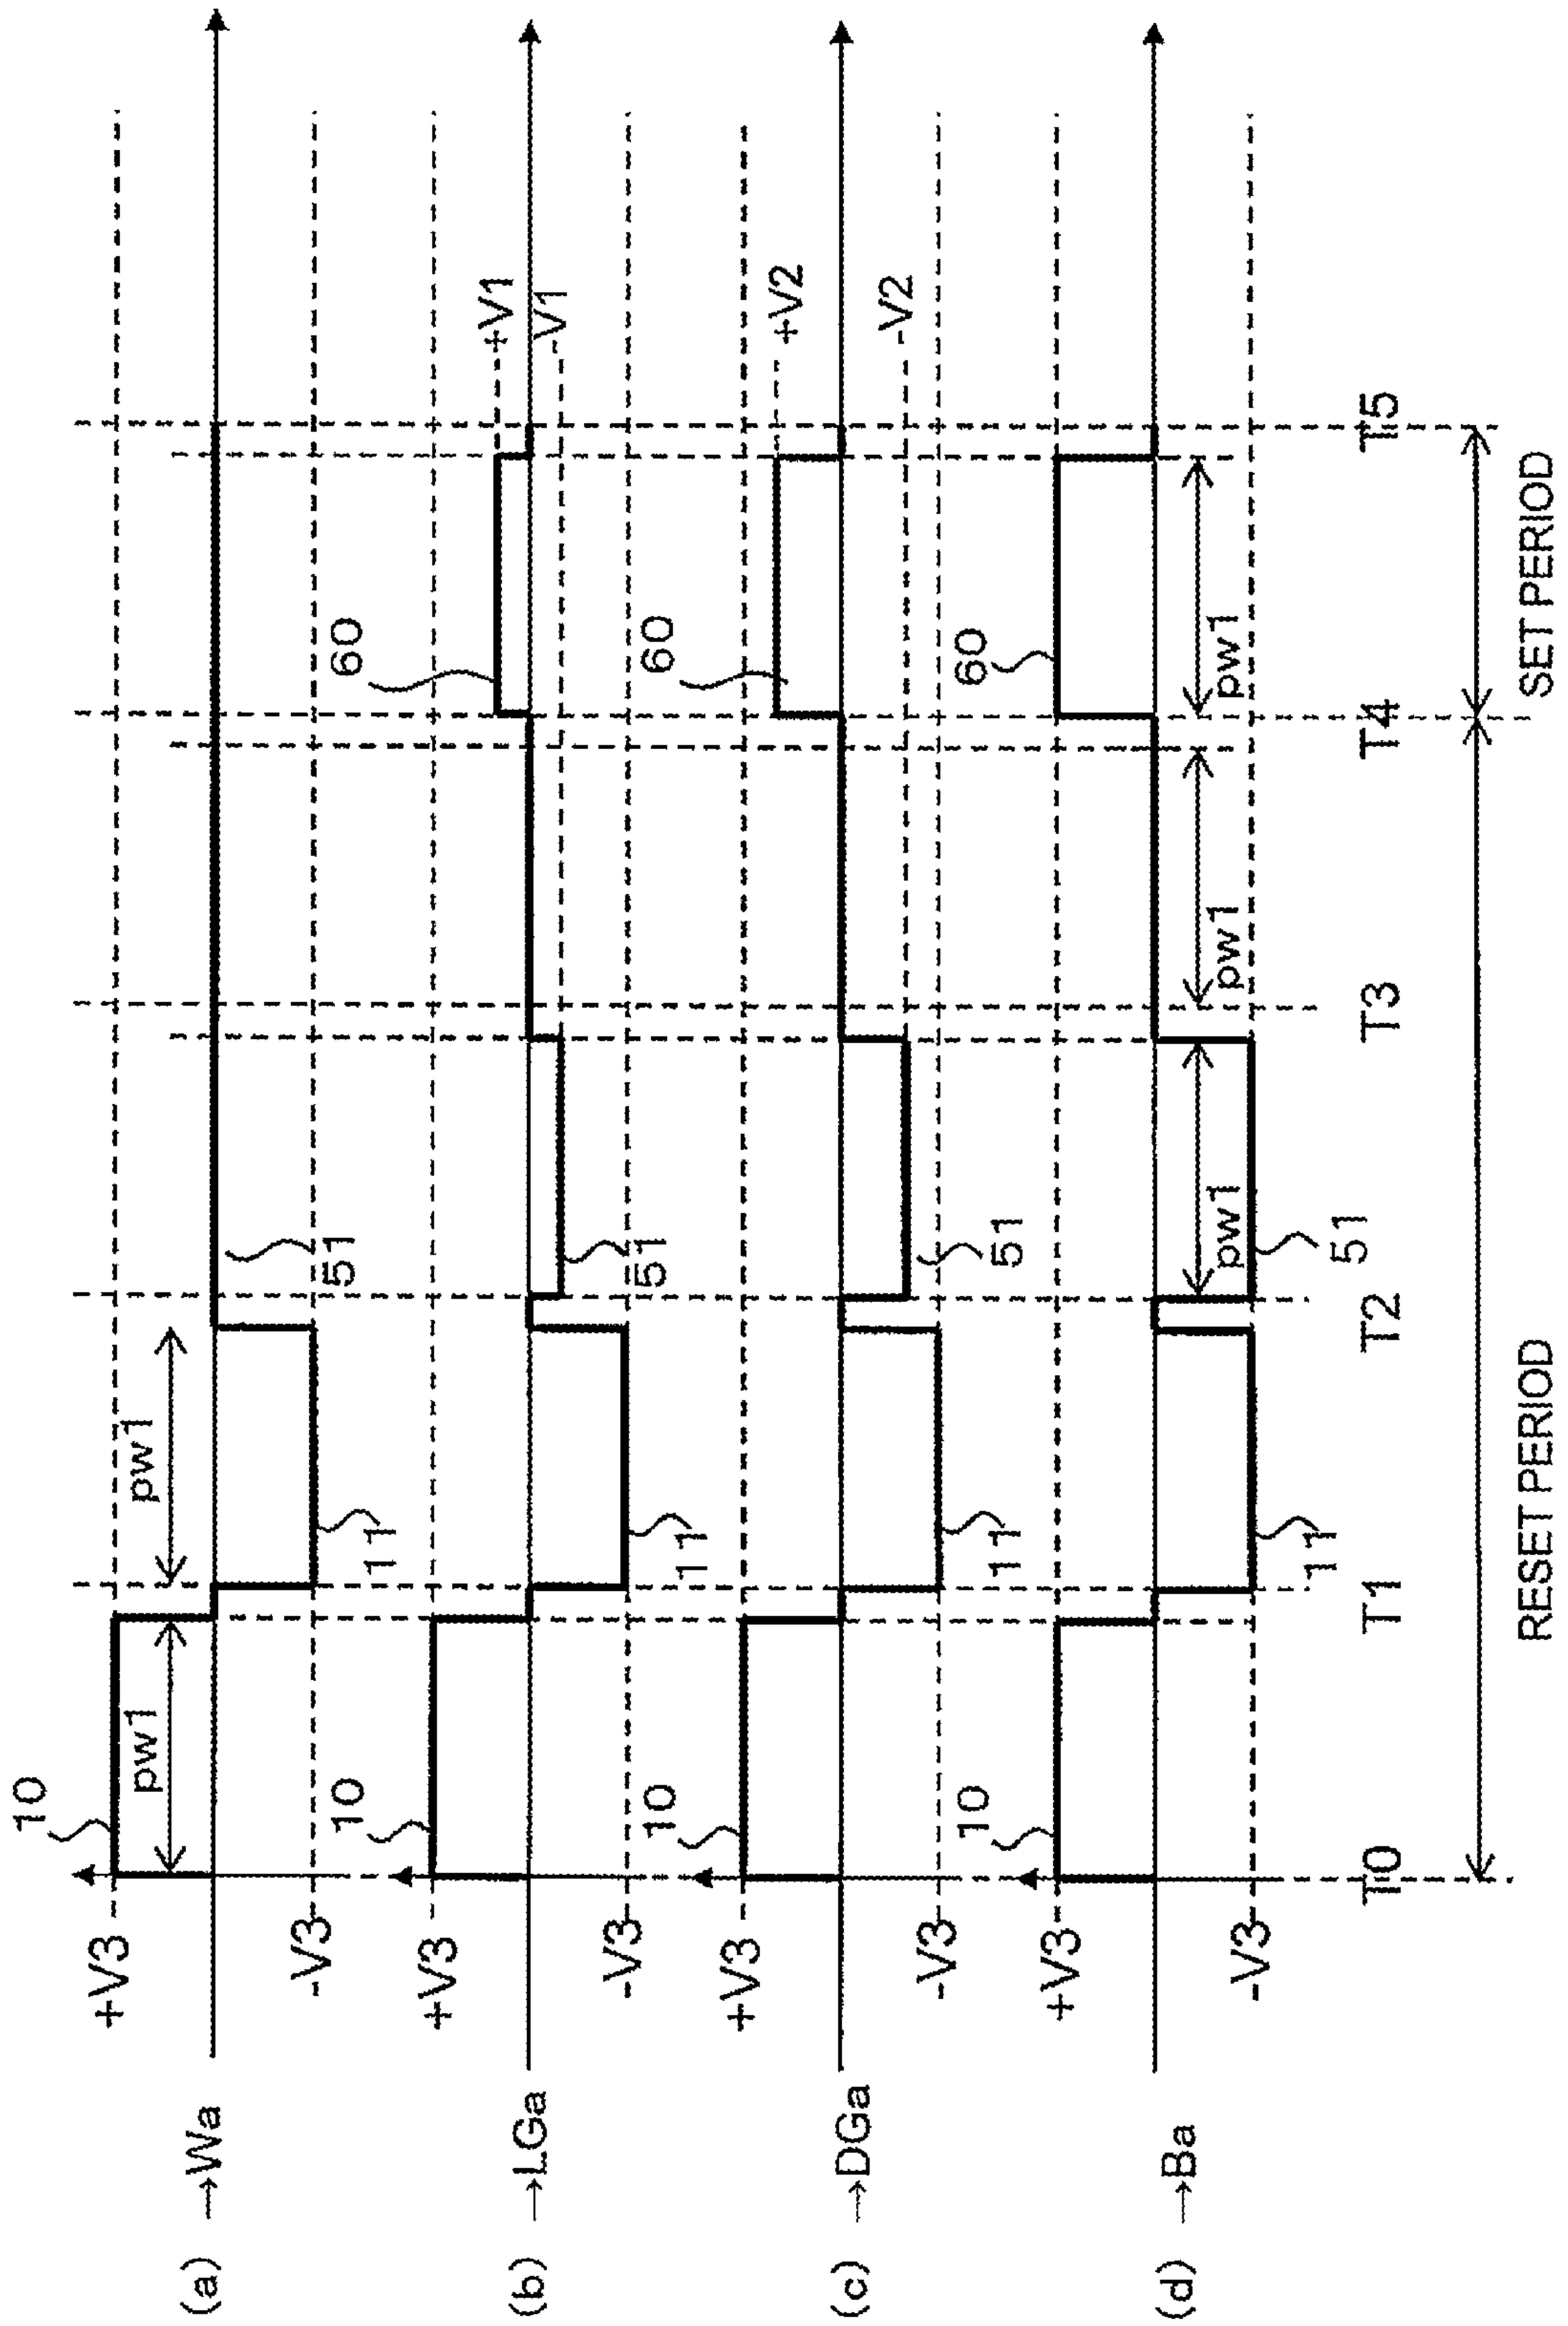 (a) →Wa
+V3
-V3
10
pw1
11
pw1
51
(b) →LGa
+V3
-V3
10
11
51
60
+V1
-V1
(c) →DGa
+V3
-V3
10
11
51
60
+V2
-V2
(d) →Ba
+V3
-V3
10
11
51
pw1
pw1
60
pw1
T0
T1
T2
T3
T4
T5
RESET PERIOD
SET PERIOD